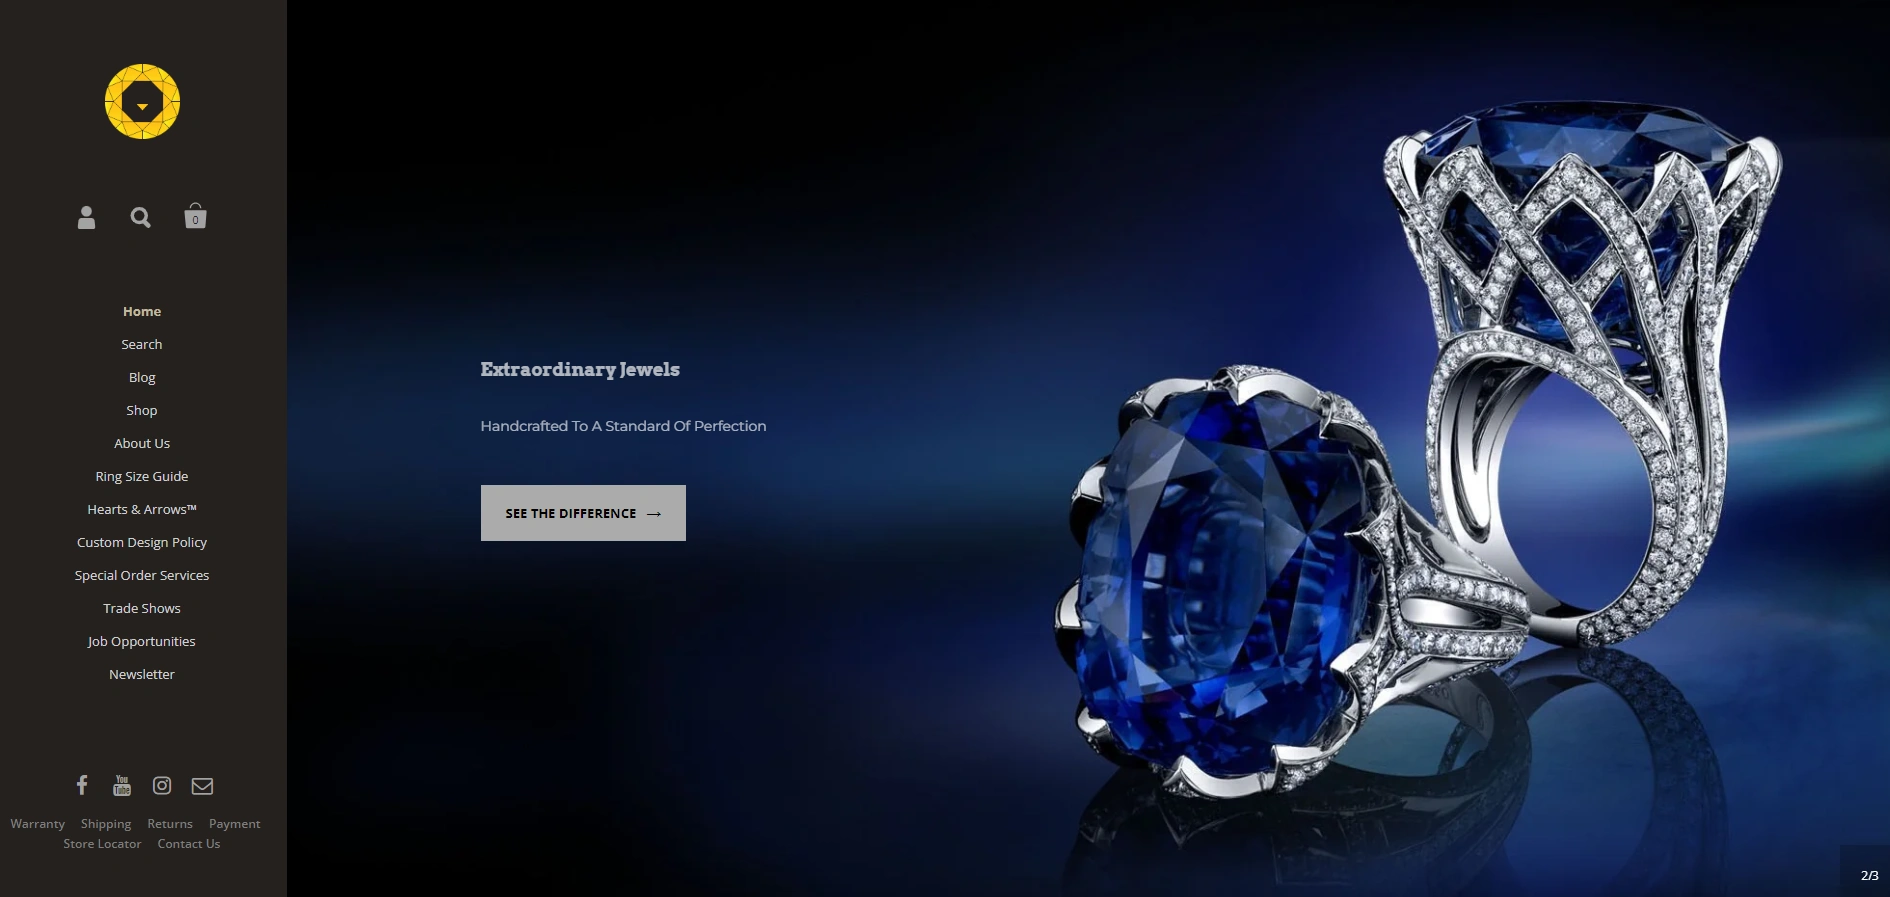 0
Home
Search
Blog
Shop
About Us
Ring Size Guide
Hearts & Arrows™
Custom Design Policy
Special Order Services
Trade Shows
Job Opportunities
Newsletter
You
Tube
Warranty Shipping Returns Payment
Store Locator Contact Us
Extraordinary Jewels
Handcrafted To A Standard Of Perfection
SEE THE DIFFERENCE →
2/3